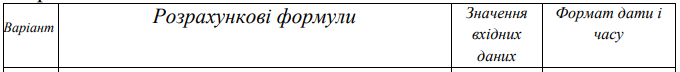 Варіант
Розрахункові формули
Значення
вхідних
даних
Формат дати і
часу